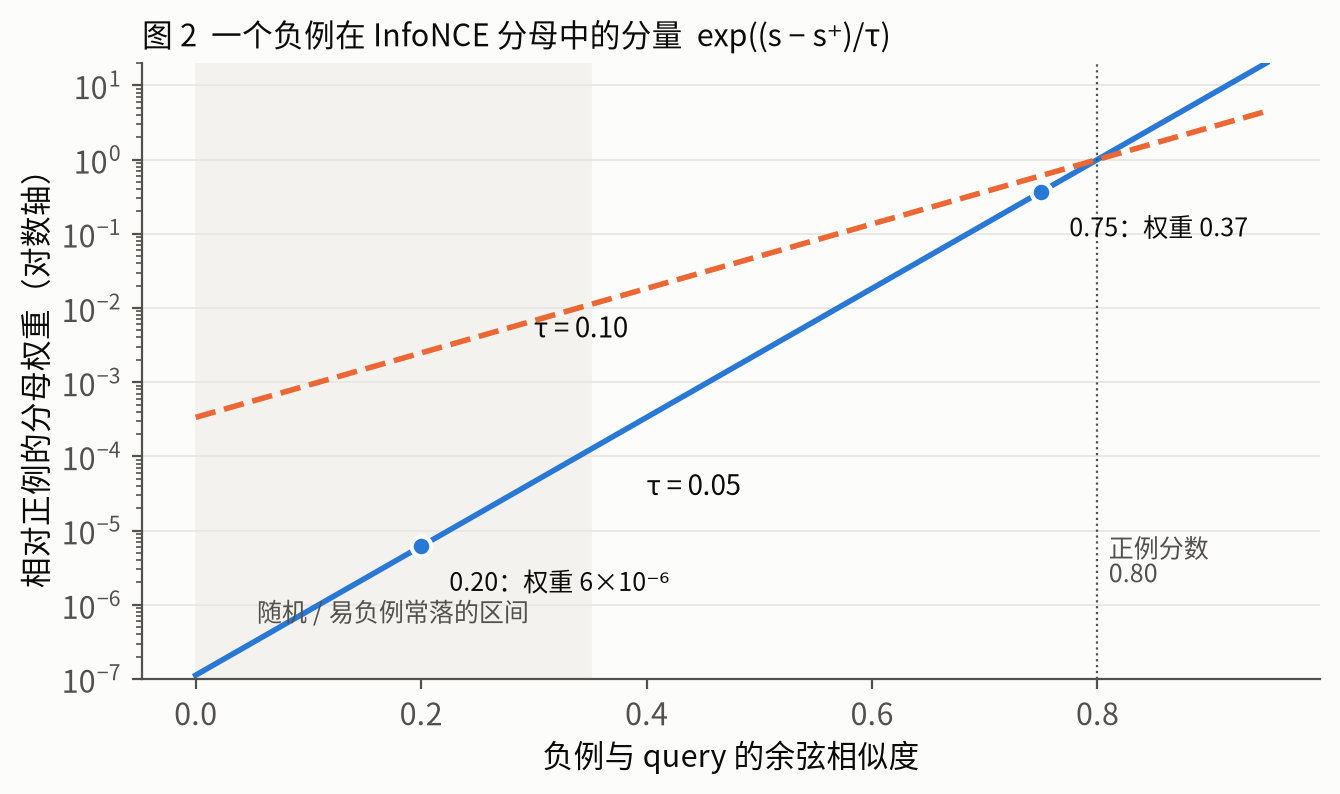 图 2 一个负例在 InfoNCE 分母中的分量 exp((s − s⁺)/τ)
相对正例的分母权重（对数轴）
10¹
10⁰
10⁻¹
10⁻²
10⁻³
10⁻⁴
10⁻⁵
10⁻⁶
10⁻⁷
0.75：权重 0.37
τ = 0.10
τ = 0.05
正例分数
0.80
0.20：权重 6×10⁻⁶
随机 / 易负例常落的区间
0.0
0.2
0.4
0.6
0.8
负例与 query 的余弦相似度